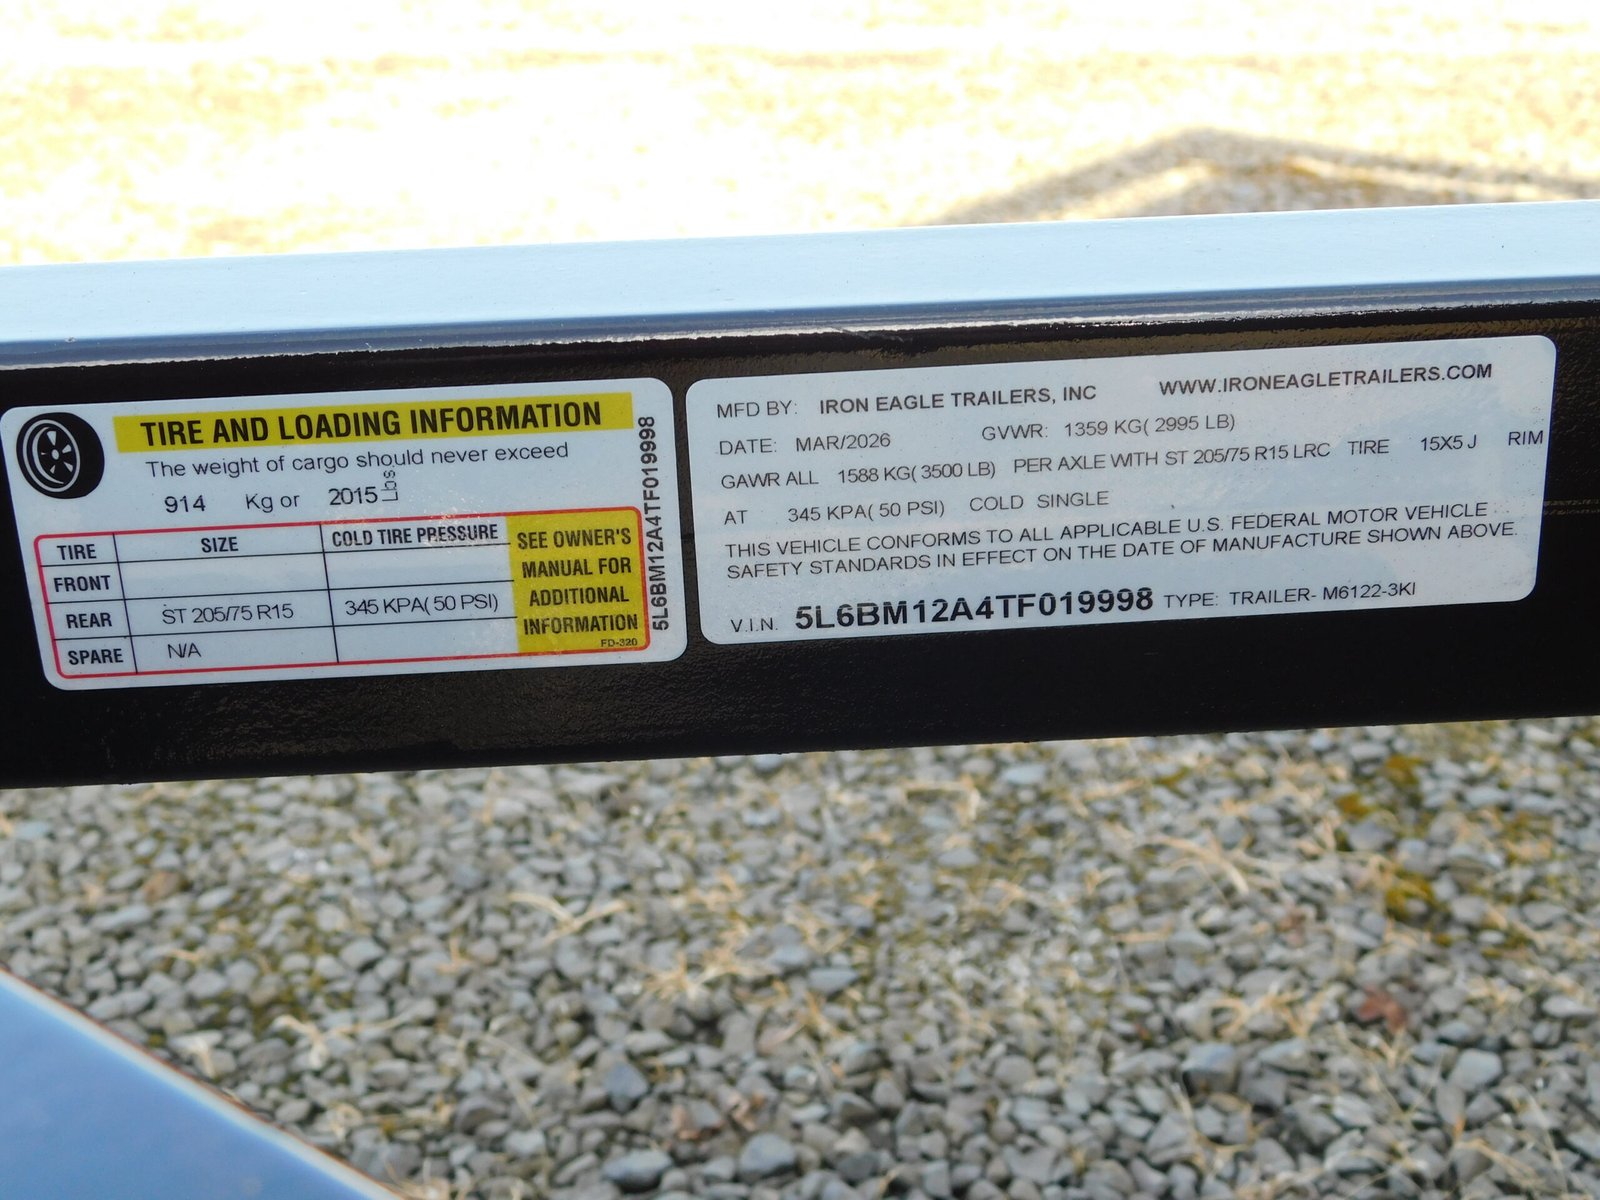 TIRE AND LOADING INFORMATION
The weight of cargo should never exceed
914 Kg or 2015 Lbs.
TIRE SIZE COLD TIRE PRESSURE
FRONT
REAR ST 205/75 R15 345 KPA( 50 PSI)
SPARE N/A
SEE OWNER'S
MANUAL FOR
ADDITIONAL
INFORMATION
FD-320
5L6BM12A4TF019998
MFD BY: IRON EAGLE TRAILERS, INC WWW.IRONEAGLETRAILERS.COM
DATE: MAR/2026 GVWR: 1359 KG( 2995 LB)
GAWR ALL 1588 KG( 3500 LB) PER AXLE WITH ST 205/75 R15 LRC TIRE 15X5 J RIM
AT 345 KPA( 50 PSI) COLD SINGLE
THIS VEHICLE CONFORMS TO ALL APPLICABLE U.S. FEDERAL MOTOR VEHICLE
SAFETY STANDARDS IN EFFECT ON THE DATE OF MANUFACTURE SHOWN ABOVE.
V.I.N. 5L6BM12A4TF019998 TYPE: TRAILER- M6122-3KI